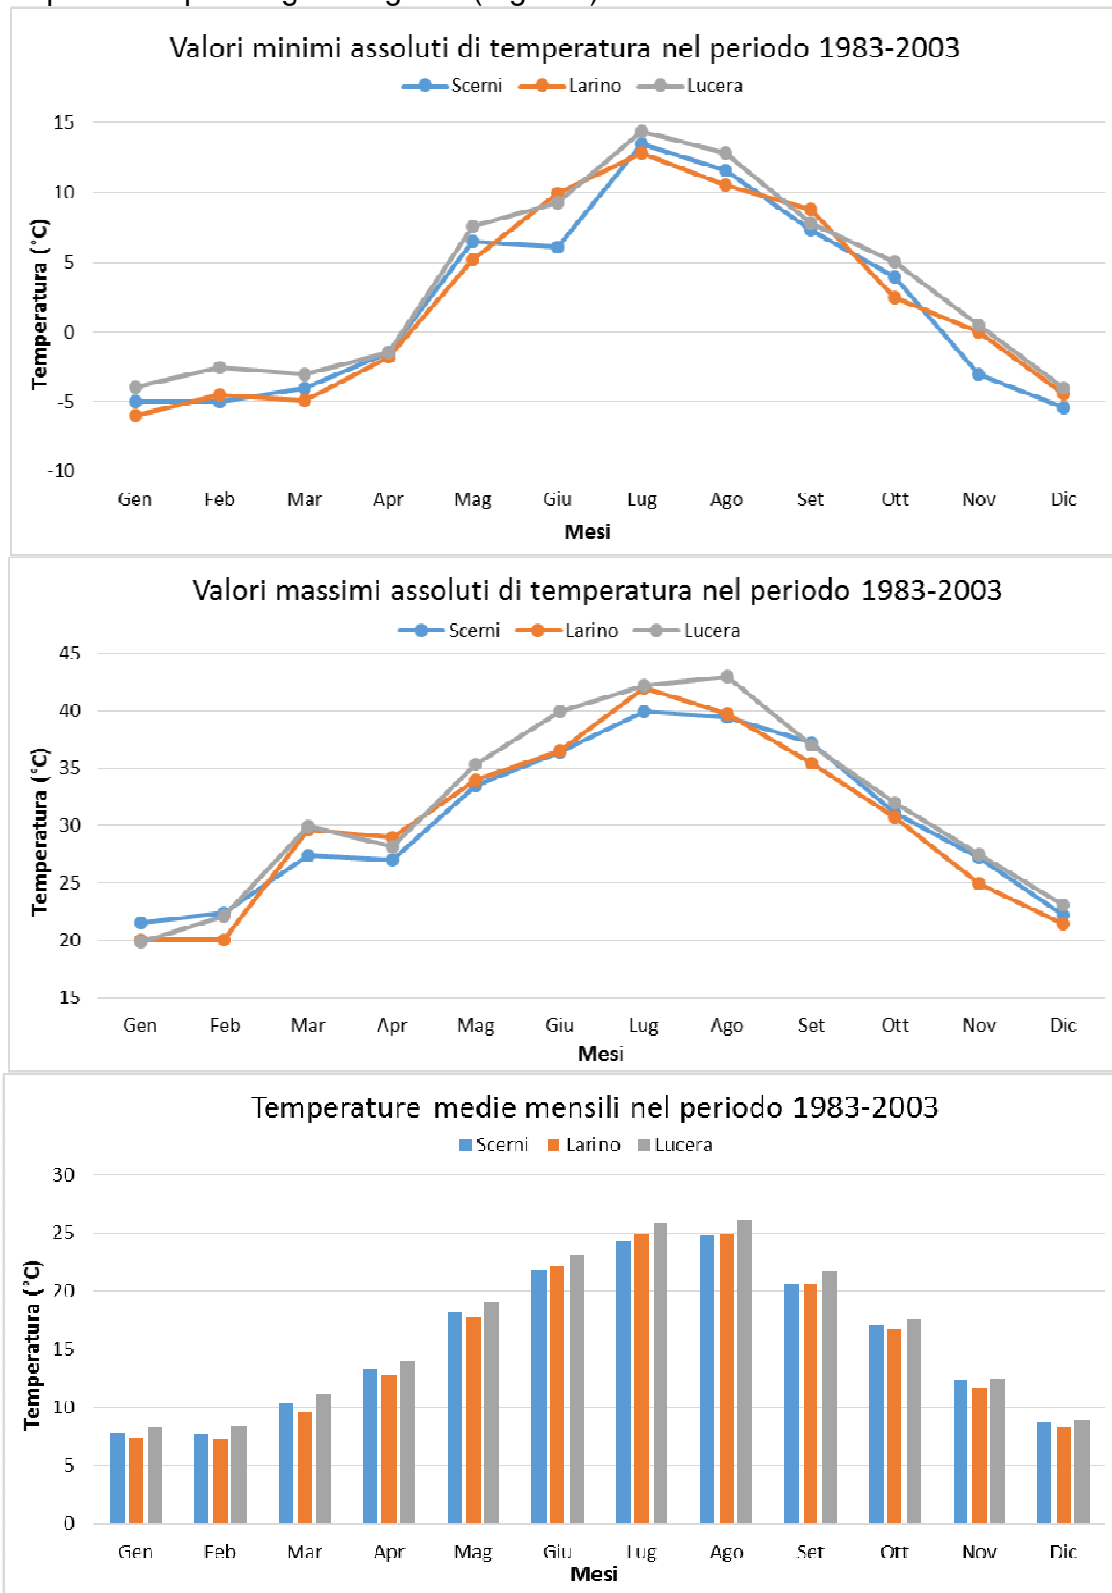 Valori minimi assoluti di temperatura nel periodo 1983-2003
Scerni Larino Lucera
15
10
5
0
-5
-10
Temperatura (°C)
Gen Feb Mar Apr Mag Giu Lug Ago Set Ott Nov Dic
Mesi
Valori massimi assoluti di temperatura nel periodo 1983-2003
Scerni Larino Lucera
45
40
35
30
25
20
15
Temperatura (°C)
Gen Feb Mar Apr Mag Giu Lug Ago Set Ott Nov Dic
Mesi
Temperature medie mensili nel periodo 1983-2003
Scerni Larino Lucera
30
25
20
15
10
5
0
Temperatura (°C)
Gen Feb Mar Apr Mag Giu Lug Ago Set Ott Nov Dic
Mesi